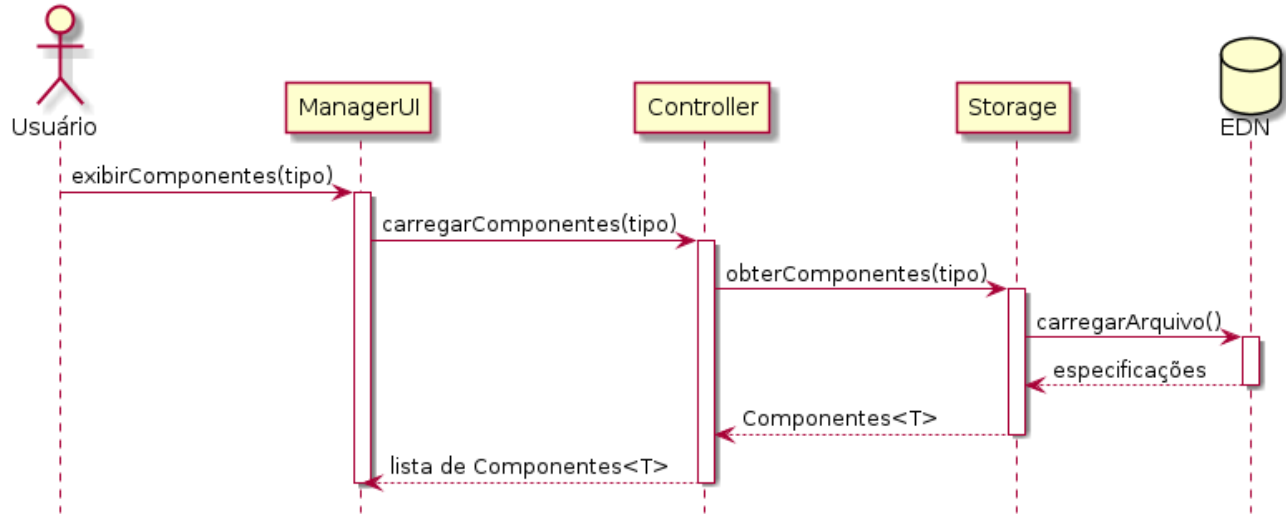 Usuário
ManagerUI
Controller
Storage
EDN
exibirComponentes(tipo)
carregarComponentes(tipo)
obterComponentes(tipo)
carregarArquivo()
especificações
Componentes<T>
lista de Componentes<T>